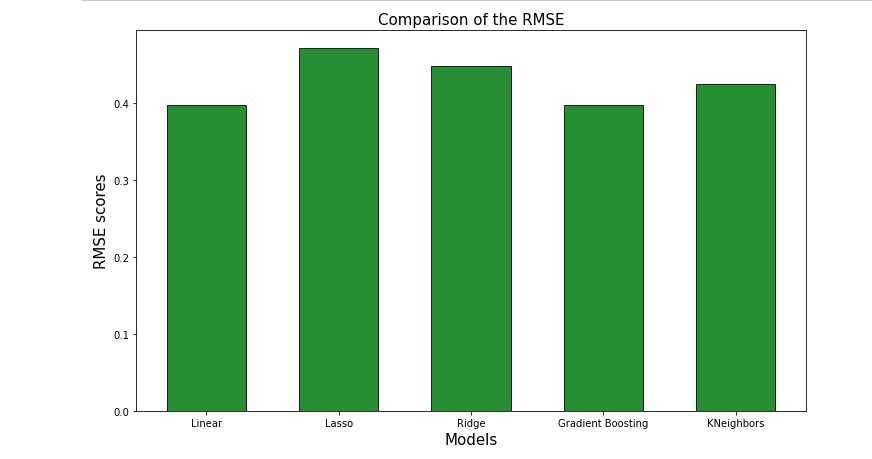 Comparison of the RMSE
RMSE scores
0.4
0.3
0.2
0.1
0.0
Linear
Lasso
Ridge
Gradient Boosting
KNeighbors
Models